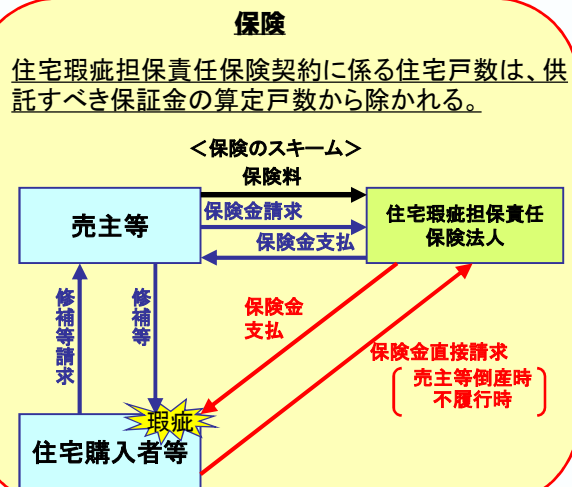 保険
住宅瑕疵担保責任保険契約に係る住宅戸数は、供
託すべき保証金の算定戸数から除かれる。
＜保険のスキーム＞
保険料
売主等
保険金請求
保険金支払
住宅瑕疵担保責任
保険法人
修補等請求
修補等
保険金
支払
保険金直接請求
売主等倒産時
不履行時
瑕疵
住宅購入者等